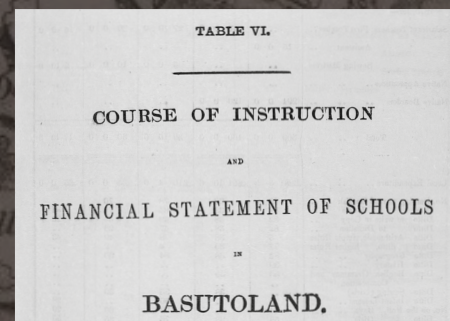 TABLE VI.
COURSE OF INSTRUCTION
AND
FINANCIAL STATEMENT OF SCHOOLS
IN
BASUTOLAND.